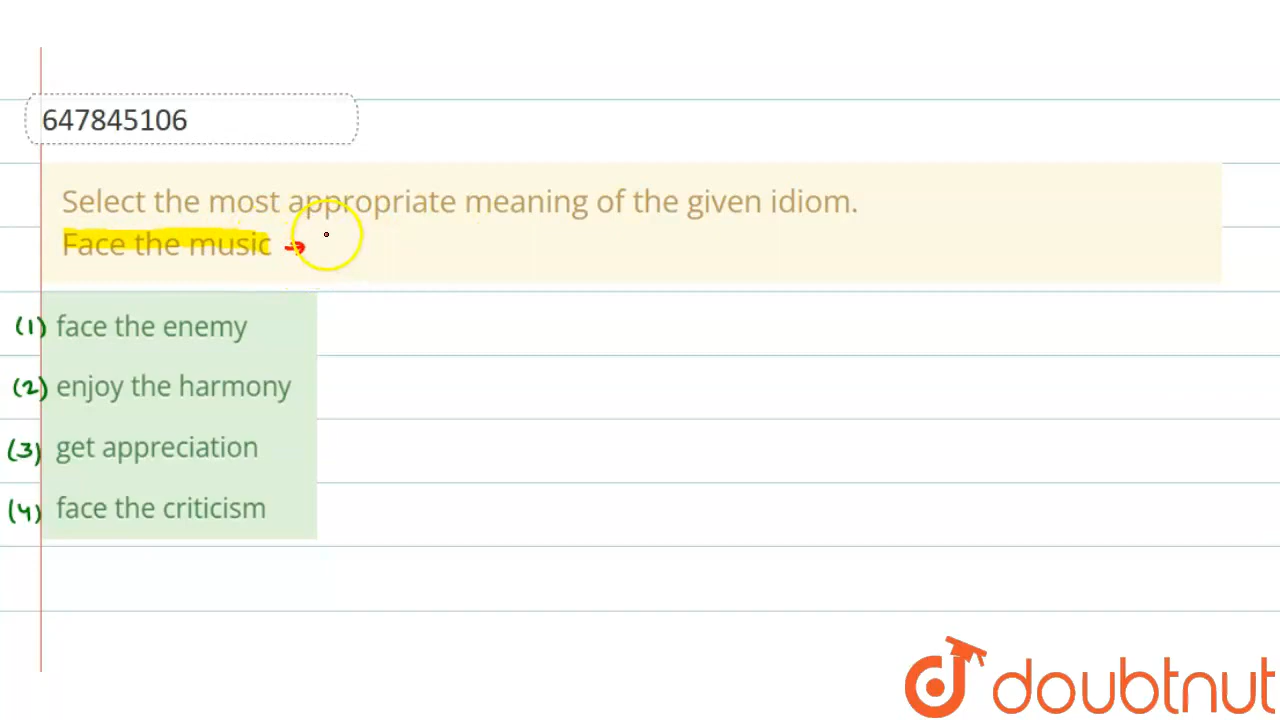 647845106
Select the most appropriate meaning of the given idiom.
Face the music
(1) face the enemy
(2) enjoy the harmony
(3) get appreciation
(4) face the criticism
doubtnut